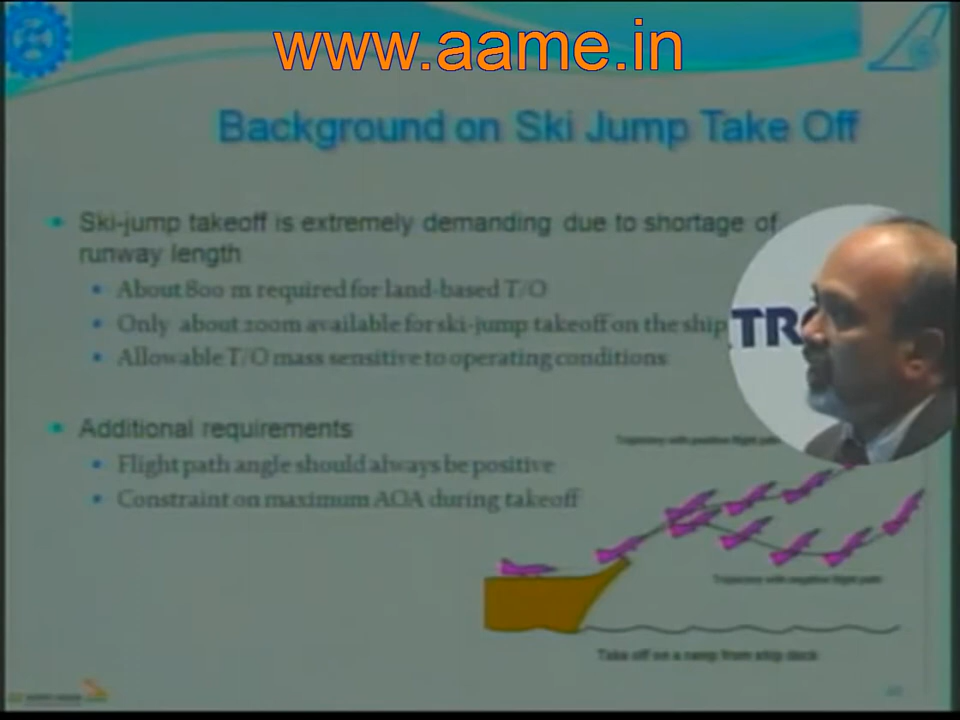 www.aame.in
Background on Ski Jump Take Off
Ski-jump takeoff is extremely demanding due to shortage of
runway length
About 800 m required for land-based T/O
Only about 200m available for ski-jump takeoff on the ship
Allowable T/O mass sensitive to operating conditions
TR
Additional requirements
Trajectory with positive flight path
Flight path angle should always be positive
Constraint on maximum AOA during takeoff
Trajectory with negative flight path
Take off on a ramp from ship deck